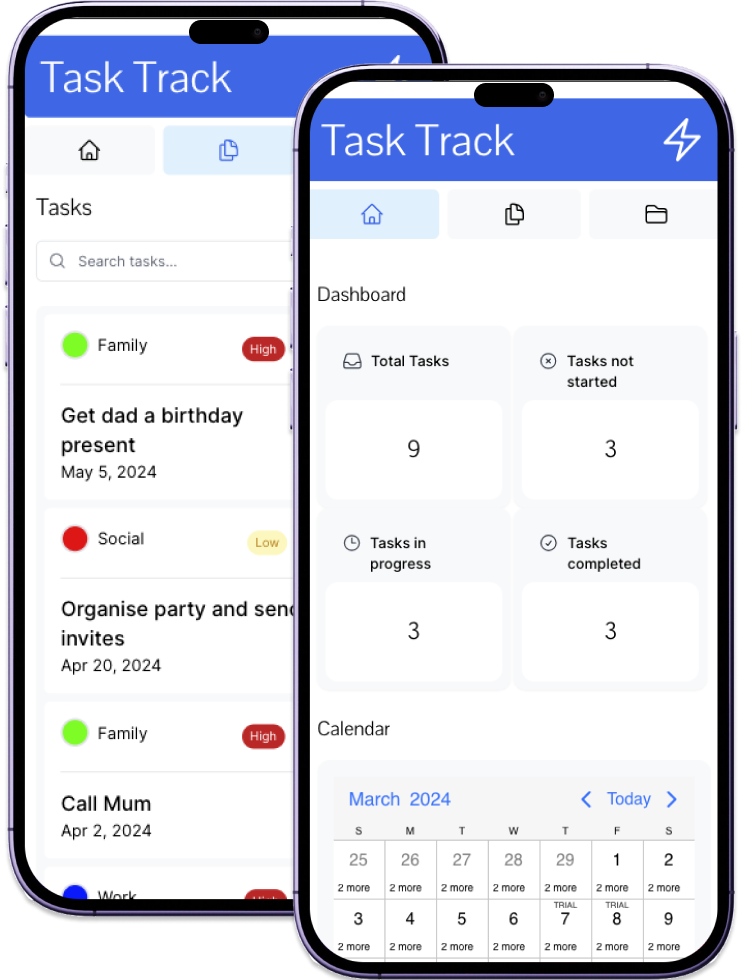 Task Track
Tasks
Search tasks...
Family
High
Get dad a birthday
present
May 5, 2024
Social
Low
Organise party and send
invites
Apr 20, 2024
Family
High
Call Mum
Apr 2, 2024
Work
High
Task Track
Dashboard
Total Tasks
9
Tasks not
started
3
Tasks in
progress
3
Tasks
completed
3
Calendar
March 2024 Today
S M T W T F S
25 26 27 28 29 1 2
2 more 2 more 2 more 2 more 2 more 2 more 2 more
TRIAL TRIAL
3 4 5 6 7 8 9
2 more 2 more 2 more 2 more 2 more 2 more 2 more